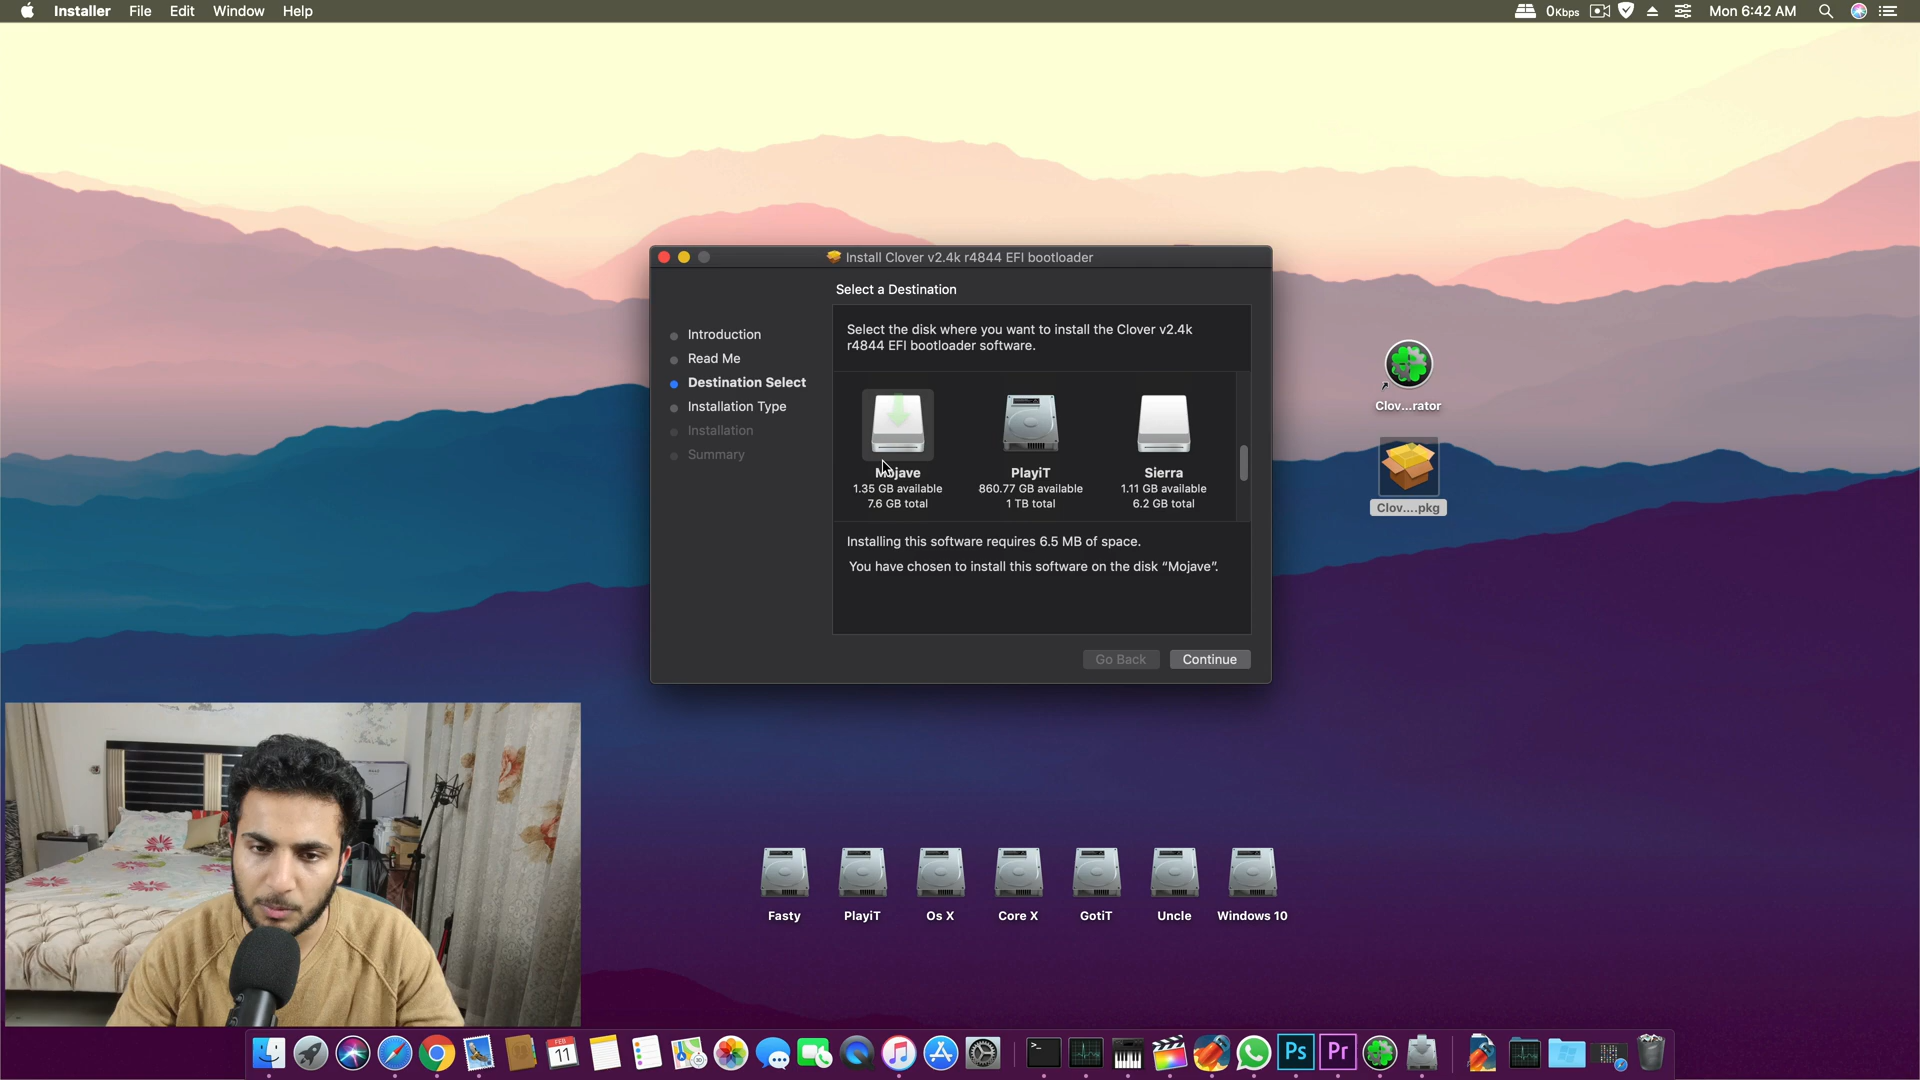 Installer File Edit Window Help
0Kbps Mon 6:42 AM
Install Clover v2.4k r4844 EFI bootloader
Select a Destination
Introduction
Read Me
Destination Select
Installation Type
Installation
Summary
Select the disk where you want to install the Clover v2.4k
r4844 EFI bootloader software.
Mojave
1.35 GB available
7.6 GB total
PlayiT
860.77 GB available
1 TB total
Sierra
1.11 GB available
6.2 GB total
Installing this software requires 6.5 MB of space.
You have chosen to install this software on the disk “Mojave”.
Go Back Continue
Clov...rator
Clov....pkg
Fasty PlayiT Os X Core X GotiT Uncle Windows 10
FEB
11
Ps Pr